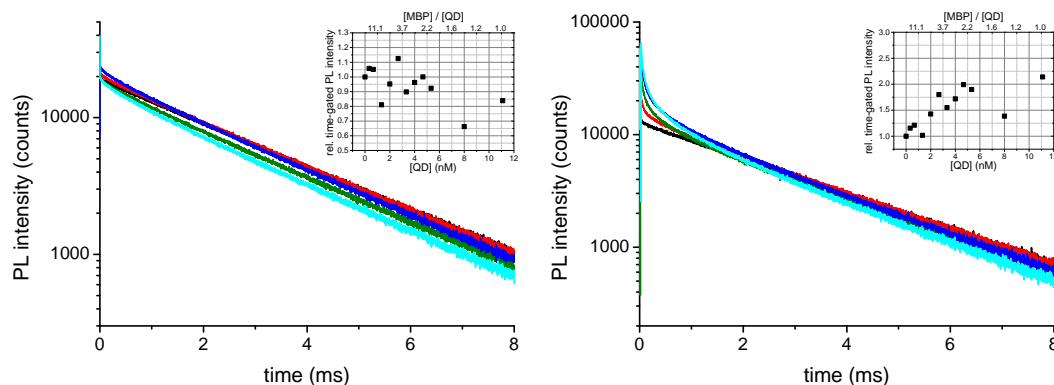 [MBP] / [QD]
11.1 3.7 2.2 1.6 1.2 1.0
1.3
1.2
1.1
1.0
0.9
0.8
0.7
0.6
0.5
rel. time-gated PL intensity
0 2 4 6 8 10 12
[QD] (nM)
10000
1000
PL intensity (counts)
0 2 4 6 8
time (ms)
[MBP] / [QD]
11.1 3.7 2.2 1.6 1.2 1.0
3.0
2.5
2.0
1.5
1.0
rel. time-gated PL intensity
0 2 4 6 8 10 12
[QD] (nM)
100000
10000
1000
PL intensity (counts)
0 2 4 6 8
time (ms)